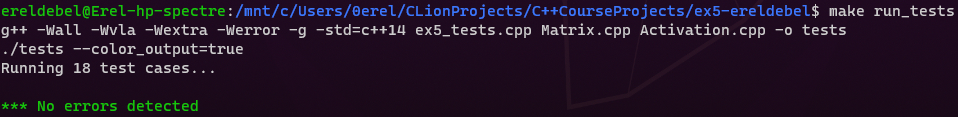 ereldebel@Erel-hp-spectre:/mnt/c/Users/0erel/CLionProjects/C++CourseProjects/ex5-ereldebel$ make run_tests
g++ -Wall -Wvla -Wextra -Werror -g -std=c++14 ex5_tests.cpp Matrix.cpp Activation.cpp -o tests
./tests --color_output=true
Running 18 test cases...
*** No errors detected